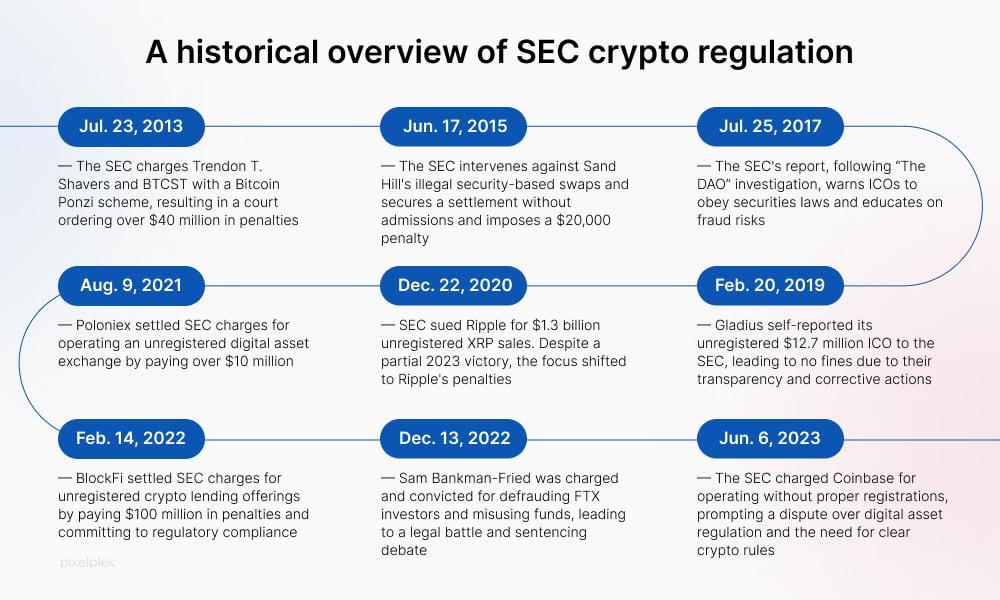 A historical overview of SEC crypto regulation
Jul. 23, 2013
— The SEC charges Trendon T.
Shavers and BTCST with a Bitcoin
Ponzi scheme, resulting in a court
ordering over $40 million in penalties
Jun. 17, 2015
— The SEC intervenes against Sand
Hill's illegal security-based swaps and
secures a settlement without
admissions and imposes a $20,000
penalty
Jul. 25, 2017
— The SEC's report, following “The
DAO” investigation, warns ICOs to
obey securities laws and educates on
fraud risks
Feb. 20, 2019
— Gladius self-reported its
unregistered $12.7 million ICO to the
SEC, leading to no fines due to their
transparency and corrective actions
Dec. 22, 2020
— SEC sued Ripple for $1.3 billion
unregistered XRP sales. Despite a
partial 2023 victory, the focus shifted
to Ripple's penalties
Aug. 9, 2021
— Poloniex settled SEC charges for
operating an unregistered digital asset
exchange by paying over $10 million
Feb. 14, 2022
— BlockFi settled SEC charges for
unregistered crypto lending offerings
by paying $100 million in penalties and
committing to regulatory compliance
Dec. 13, 2022
— Sam Bankman-Fried was charged
and convicted for defrauding FTX
investors and misusing funds, leading
to a legal battle and sentencing
debate
Jun. 6, 2023
— The SEC charged Coinbase for
operating without proper registrations,
prompting a dispute over digital asset
regulation and the need for clear
crypto rules
pixelplex